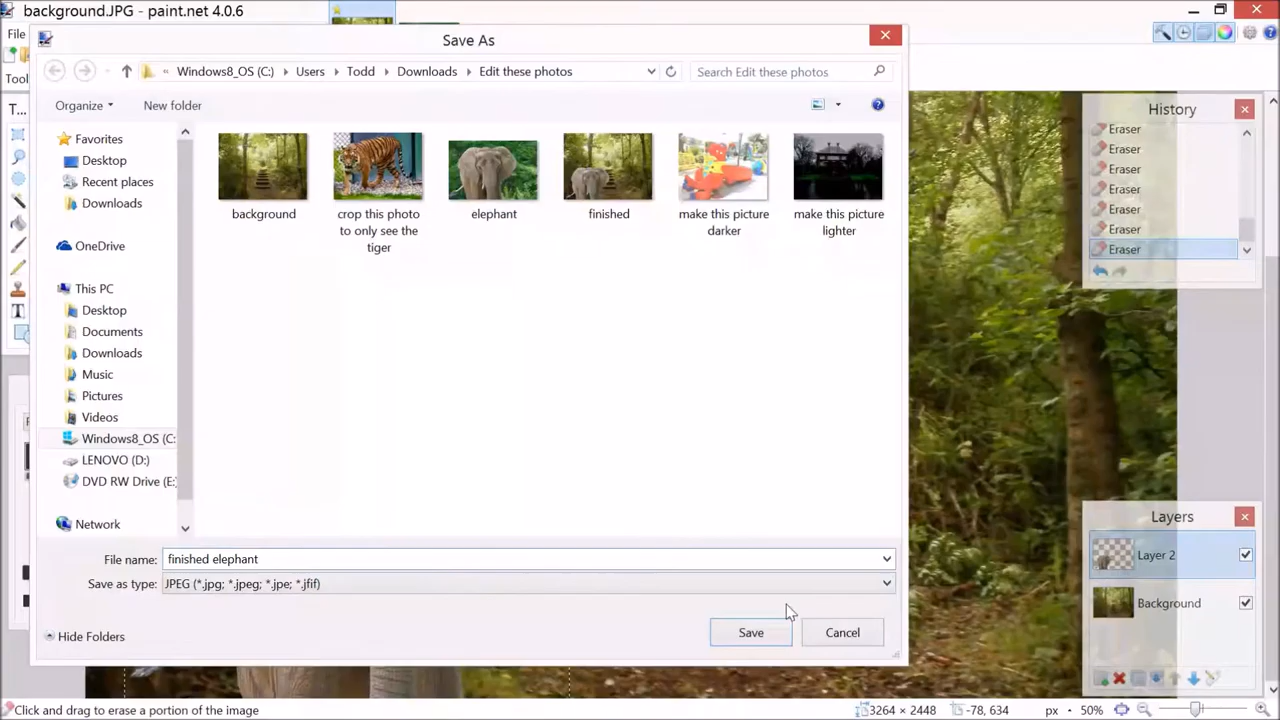 background.JPG - paint.net 4.0.6
File
Save As
« Windows8_OS (C:) Users Todd Downloads Edit these photos
Search Edit these photos
Tool
Organize New folder
T...
Favorites
Desktop
Recent places
Downloads
OneDrive
This PC
Desktop
Documents
Downloads
Music
Pictures
Videos
Windows8_OS (C:
LENOVO (D:)
DVD RW Drive (E:
Network
background
crop this photo
to only see the
tiger
elephant
finished
make this picture
darker
make this picture
lighter
File name: finished elephant
Save as type: JPEG (*.jpg; *.jpeg; *.jpe; *.jfif)
Hide Folders
Save
Cancel
History
Eraser
Eraser
Eraser
Eraser
Eraser
Eraser
Eraser
Layers
Layer 2
Background
Click and drag to erase a portion of the image
3264 × 2448
-78, 634
px
50%